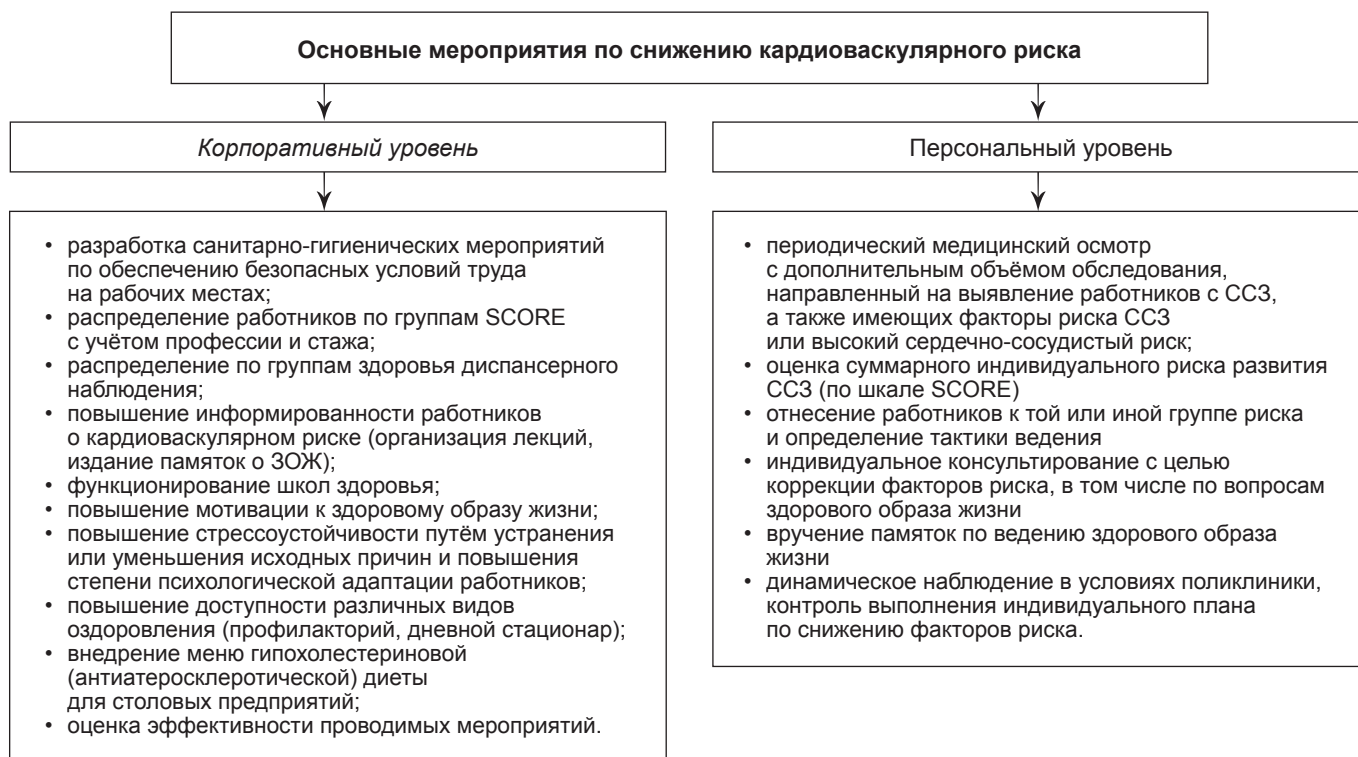 Основные мероприятия по снижению кардиоваскулярного риска
Корпоративный уровень
• разработка санитарно-гигиенических мероприятий
по обеспечению безопасных условий труда
на рабочих местах;
• распределение работников по группам SCORE
с учётом профессии и стажа;
• распределение по группам здоровья диспансерного
наблюдения;
• повышение информированности работников
о кардиоваскулярном риске (организация лекций,
издание памяток о ЗОЖ);
• функционирование школ здоровья;
• повышение мотивации к здоровому образу жизни;
• повышение стрессоустойчивости путём устранения
или уменьшения исходных причин и повышения
степени психологической адаптации работников;
• повышение доступности различных видов
оздоровления (профилакторий, дневной стационар);
• внедрение меню гипохолестериновой
(антиатеросклеротической) диеты
для столовых предприятий;
• оценка эффективности проводимых мероприятий.
Персональный уровень
• периодический медицинский осмотр
с дополнительным объёмом обследования,
направленный на выявление работников с ССЗ,
а также имеющих факторы риска ССЗ
или высокий сердечно-сосудистый риск;
• оценка суммарного индивидуального риска развития
ССЗ (по шкале SCORE)
• отнесение работников к той или иной группе риска
и определение тактики ведения
• индивидуальное консультирование с целью
коррекции факторов риска, в том числе по вопросам
здорового образа жизни
• вручение памяток по ведению здорового образа
жизни
• динамическое наблюдение в условиях поликлиники,
контроль выполнения индивидуального плана
по снижению факторов риска.